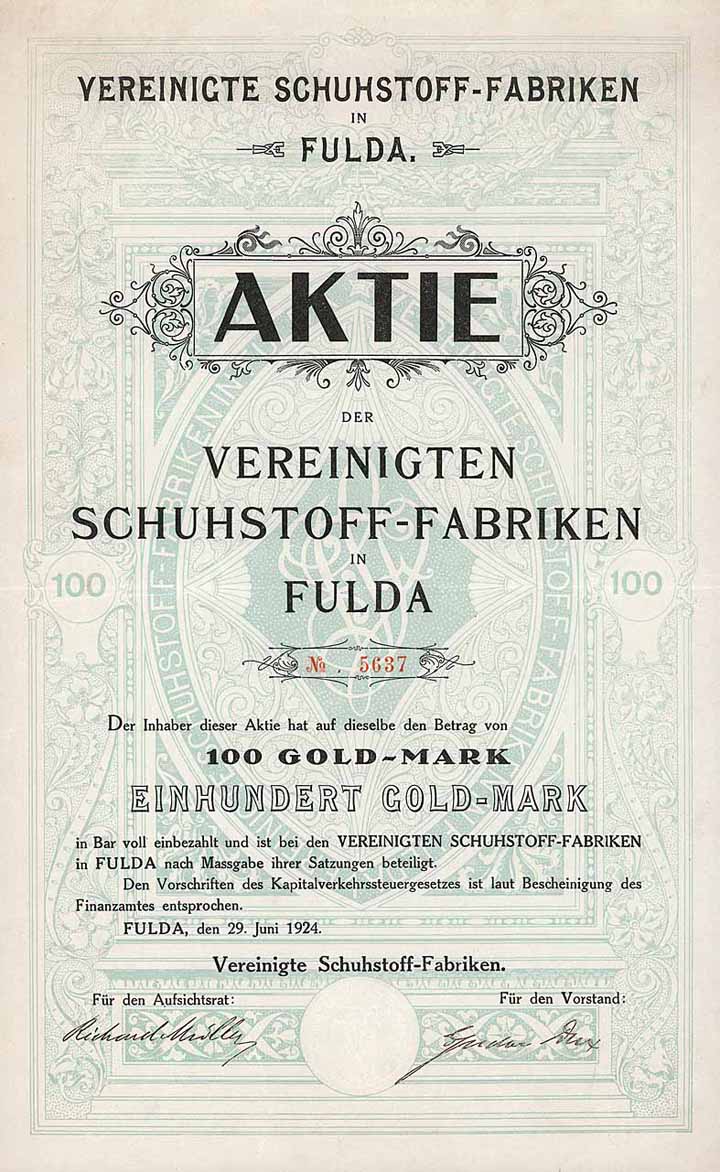 VEREINIGTE SCHUHSTOFF-FABRIKEN
IN
FULDA.
AKTIE
DER
VEREINIGTEN
SCHUHSTOFF-FABRIKEN
IN
FULDA
100
100
№. 5637
Der Inhaber dieser Aktie hat auf dieselbe den Betrag von
100 GOLD-MARK
EINHUNDERT GOLD-MARK
in Bar voll einbezahlt und ist bei den VEREINIGTEN SCHUHSTOFF-FABRIKEN
in FULDA nach Massgabe ihrer Satzungen beteiligt.
Den Vorschriften des Kapitalverkehrssteuergesetzes ist laut Bescheinigung des
Finanzamtes entsprochen.
FULDA, den 29. Juni 1924.
Vereinigte Schuhstoff-Fabriken.
Für den Aufsichtsrat:
Für den Vorstand:
Richard Müller